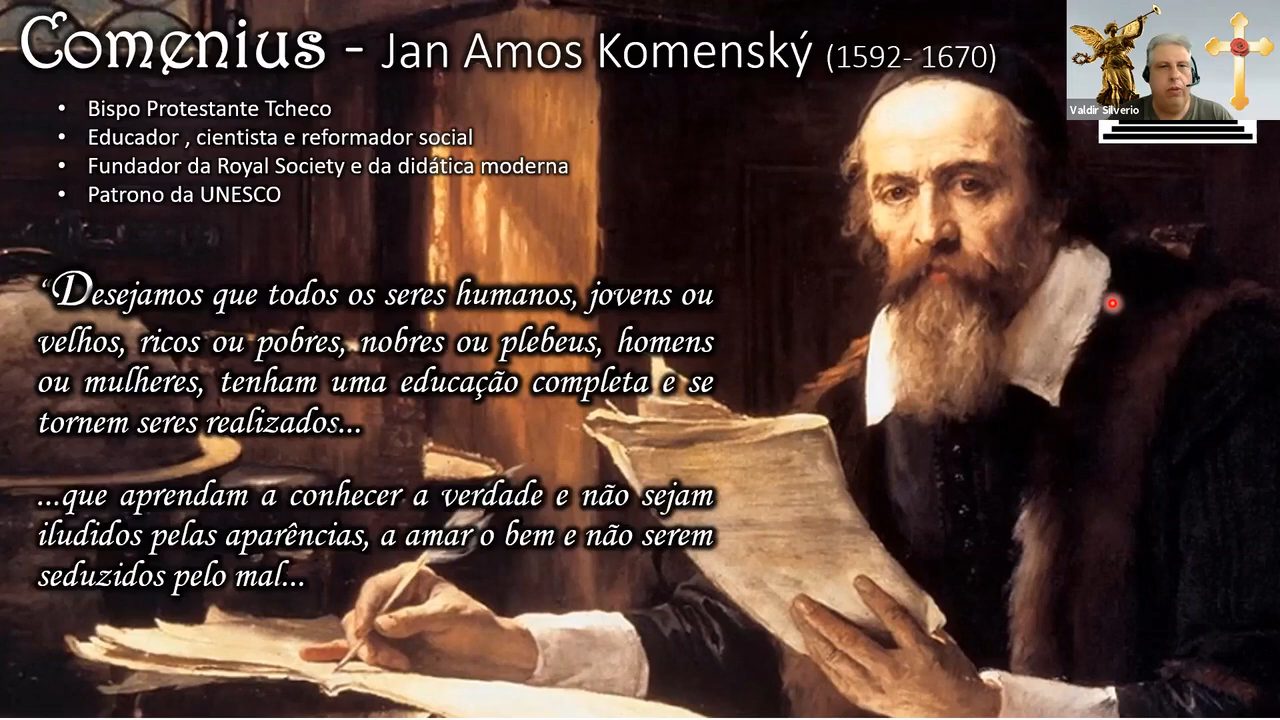 Comenius - Jan Amos Komenský (1592- 1670)
Valdir Silverio
• Bispo Protestante Tcheco
• Educador , cientista e reformador social
• Fundador da Royal Society e da didática moderna
• Patrono da UNESCO
“Desejamos que todos os seres humanos, jovens ou
velhos, ricos ou pobres, nobres ou plebeus, homens
ou mulheres, tenham uma educação completa e se
tornem seres realizados...
...que aprendam a conhecer a verdade e não sejam
iludidos pelas aparências, a amar o bem e não serem
seduzidos pelo mal...